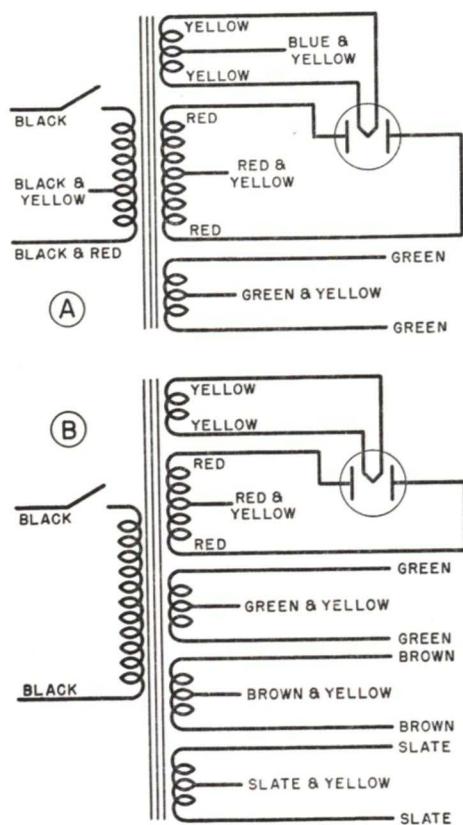 YELLOW
BLUE &
YELLOW
YELLOW
BLACK
RED
BLACK &
YELLOW
RED &
YELLOW
BLACK & RED
RED
GREEN
A
GREEN & YELLOW
GREEN
YELLOW
B
YELLOW
RED
BLACK
RED &
YELLOW
RED
GREEN
GREEN & YELLOW
GREEN
BROWN
BLACK
BROWN & YELLOW
BROWN
SLATE
SLATE & YELLOW
SLATE